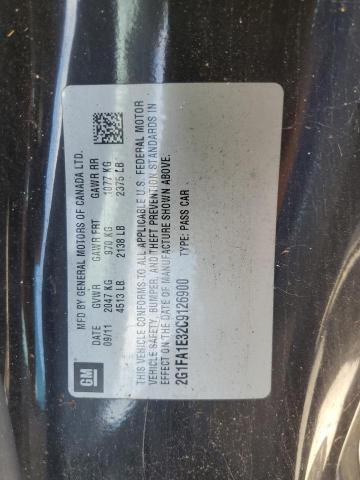 GM
MFD BY GENERAL MOTORS OF CANADA LTD.
DATE GVWR GAWR FRT GAWR RR
09/11 2047 KG 970 KG 1077 KG
4513 LB 2138 LB 2375 LB
THIS VEHICLE CONFORMS TO ALL APPLICABLE U.S. FEDERAL MOTOR
VEHICLE SAFETY, BUMPER, AND THEFT PREVENTION STANDARDS IN
EFFECT ON THE DATE OF MANUFACTURE SHOWN ABOVE.
2G1FA1E32C9126900 TYPE: PASS CAR